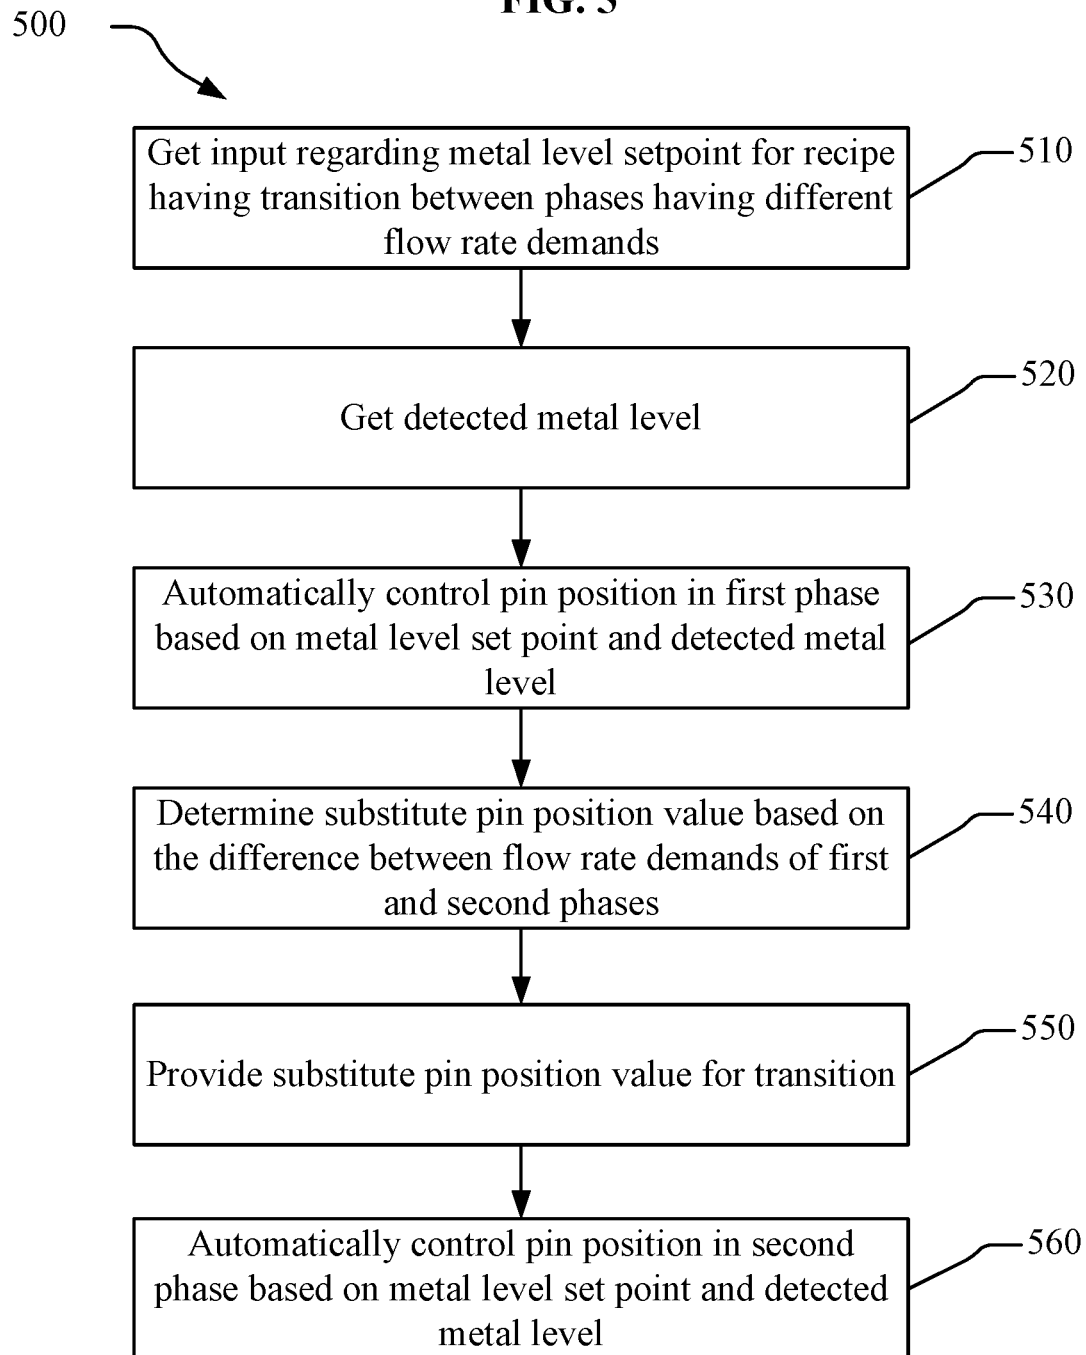 FIG.
500
Get input regarding metal level setpoint for recipe
having transition between phases having different
flow rate demands
510
Get detected metal level
520
Automatically control pin position in first phase
based on metal level set point and detected metal
level
530
Determine substitute pin position value based on
the difference between flow rate demands of first
and second phases
540
Provide substitute pin position value for transition
550
Automatically control pin position in second
phase based on metal level set point and detected
metal level
560